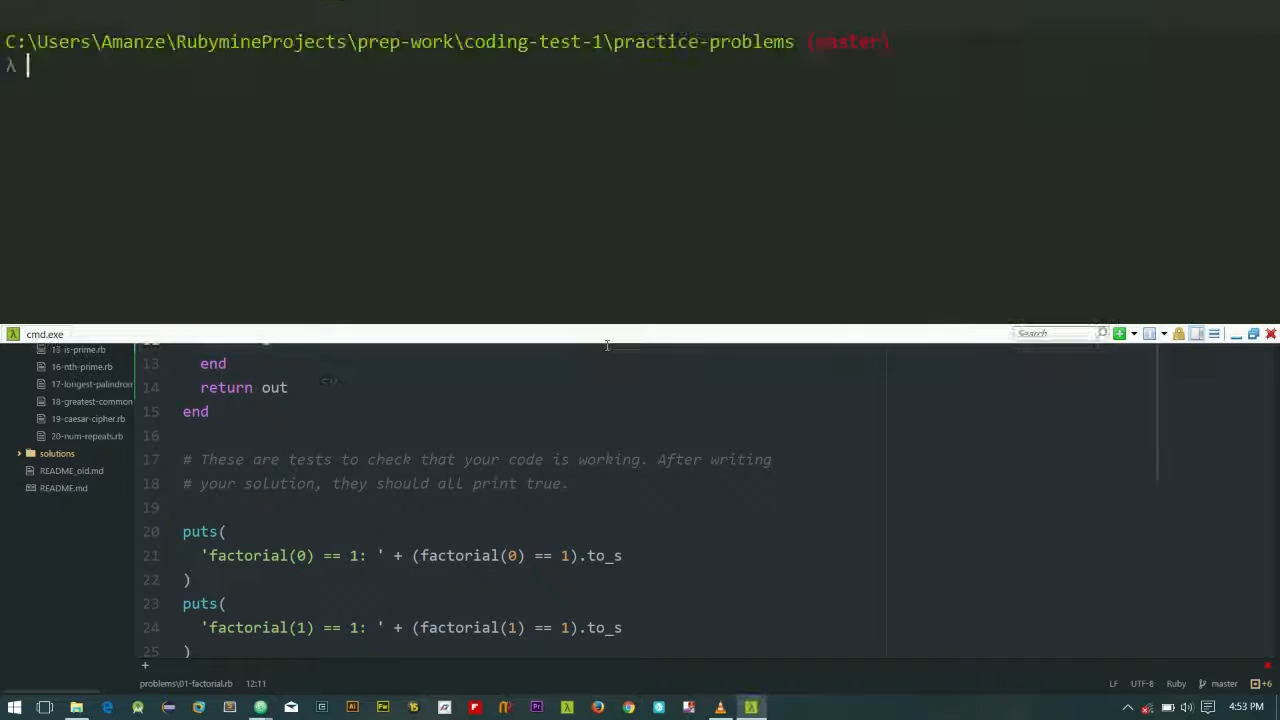 C:\Users\Amanze\RubymineProjects\prep-work\coding-test-1\practice-problems (master\
λ
cmd.exe
Search
15-is-prime.rb
16-nth-prime.rb
17-longest-palindrom
18-greatest-common
19-caesar-cipher.rb
20-num-repeats.rb
solutions
README_old.md
README.md
13 end
14 return out
15 end
16
17 # These are tests to check that your code is working. After writing
18 # your solution, they should all print true.
19
20 puts(
21 'factorial(0) == 1: ' + (factorial(0) == 1).to_s
22 )
23 puts(
24 'factorial(1) == 1: ' + (factorial(1) == 1).to_s
25 )
+
problems\01-factorial.rb 12:11 LF UTF-8 Ruby master +6
4:53 PM